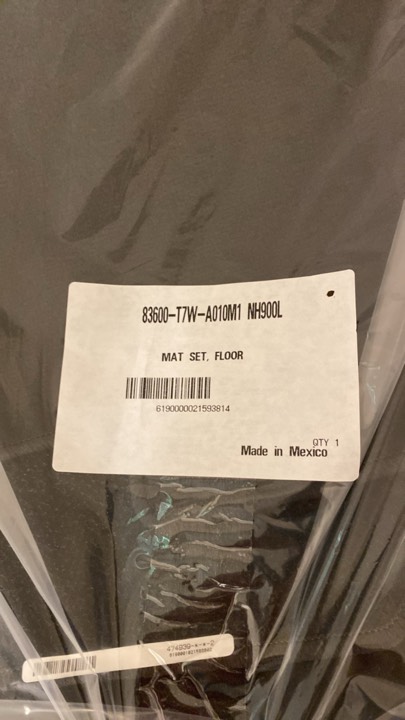 83600-T7W-A010M1 NH900L
MAT SET, FLOOR
6190000021593814
QTY 1
Made in Mexico